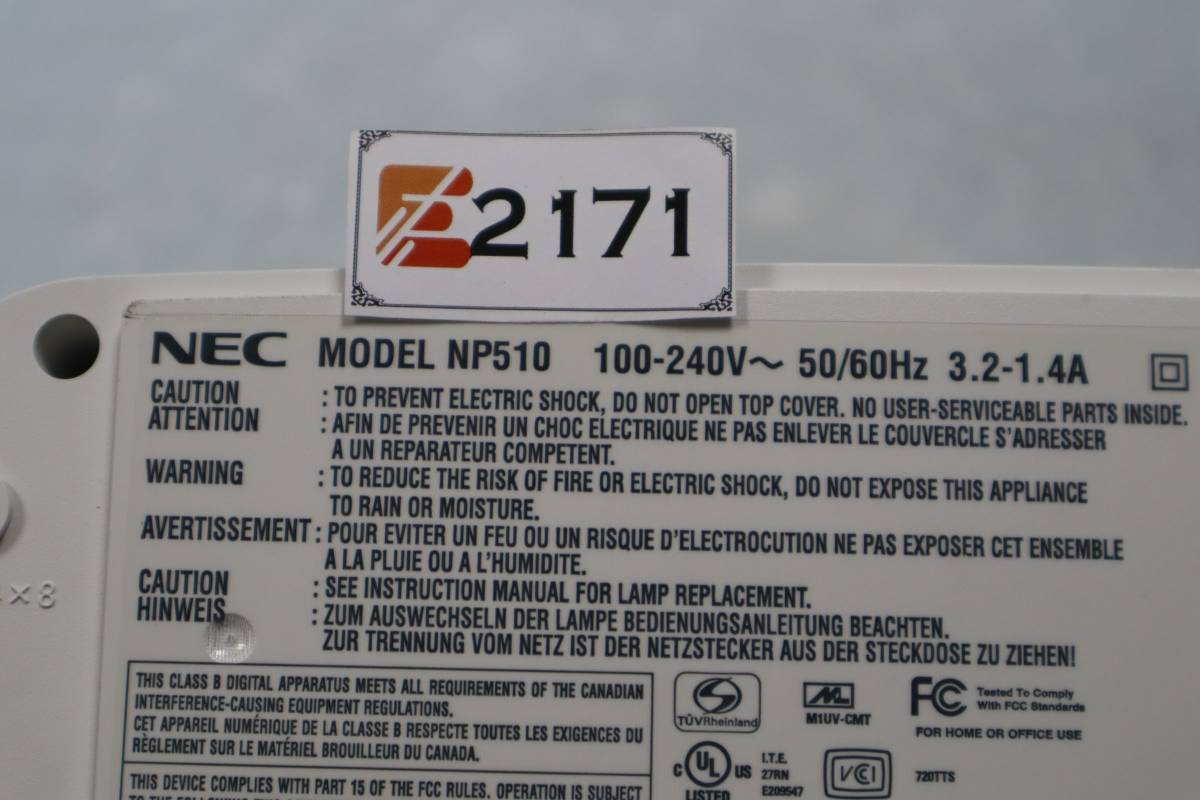 2171
NEC MODEL NP510 100-240V～ 50/60Hz 3.2-1.4A
CAUTION : TO PREVENT ELECTRIC SHOCK, DO NOT OPEN TOP COVER. NO USER-SERVICEABLE PARTS INSIDE.
ATTENTION : AFIN DE PREVENIR UN CHOC ELECTRIQUE NE PAS ENLEVER LE COUVERCLE S'ADRESSER
A UN REPARATEUR COMPETENT.
WARNING : TO REDUCE THE RISK OF FIRE OR ELECTRIC SHOCK, DO NOT EXPOSE THIS APPLIANCE
TO RAIN OR MOISTURE.
AVERTISSEMENT : POUR EVITER UN FEU OU UN RISQUE D'ELECTROCUTION NE PAS EXPOSER CET ENSEMBLE
A LA PLUIE OU A L'HUMIDITE.
CAUTION : SEE INSTRUCTION MANUAL FOR LAMP REPLACEMENT.
HINWEIS : ZUM AUSWECHSELN DER LAMPE BEDIENUNGSANLEITUNG BEACHTEN.
ZUR TRENNUNG VOM NETZ IST DER NETZSTECKER AUS DER STECKDOSE ZU ZIEHEN!
×8
THIS CLASS B DIGITAL APPARATUS MEETS ALL REQUIREMENTS OF THE CANADIAN
INTERFERENCE-CAUSING EQUIPMENT REGULATIONS.
CET APPAREIL NUMÉRIQUE DE LA CLASSE B RESPECTE TOUTES LES EXIGENCES DU
RÈGLEMENT SUR LE MATÉRIEL BROUILLEUR DU CANADA.
THIS DEVICE COMPLIES WITH PART 15 OF THE FCC RULES. OPERATION IS SUBJECT
TÜVRheinland
M1UV-CMT
FC Tested To Comply
With FCC Standards
FOR HOME OR OFFICE USE
C UL US
LISTED
I.T.E.
27RN
E209547
VCCI
720TTS